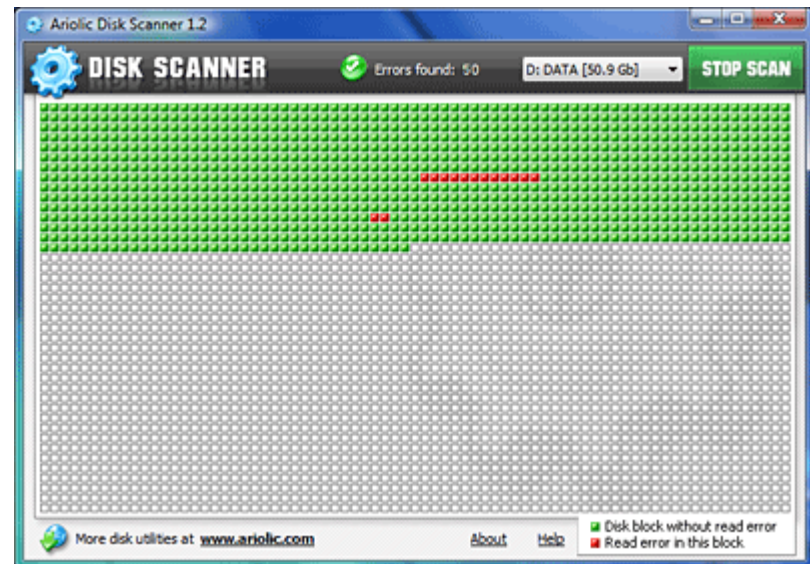 Ariolic Disk Scanner 1.2
DISK SCANNER
Errors found: 50
D: DATA [50.9 Gb]
STOP SCAN
More disk utilities at www.ariolic.com
About
Help
Disk block without read error
Read error in this block